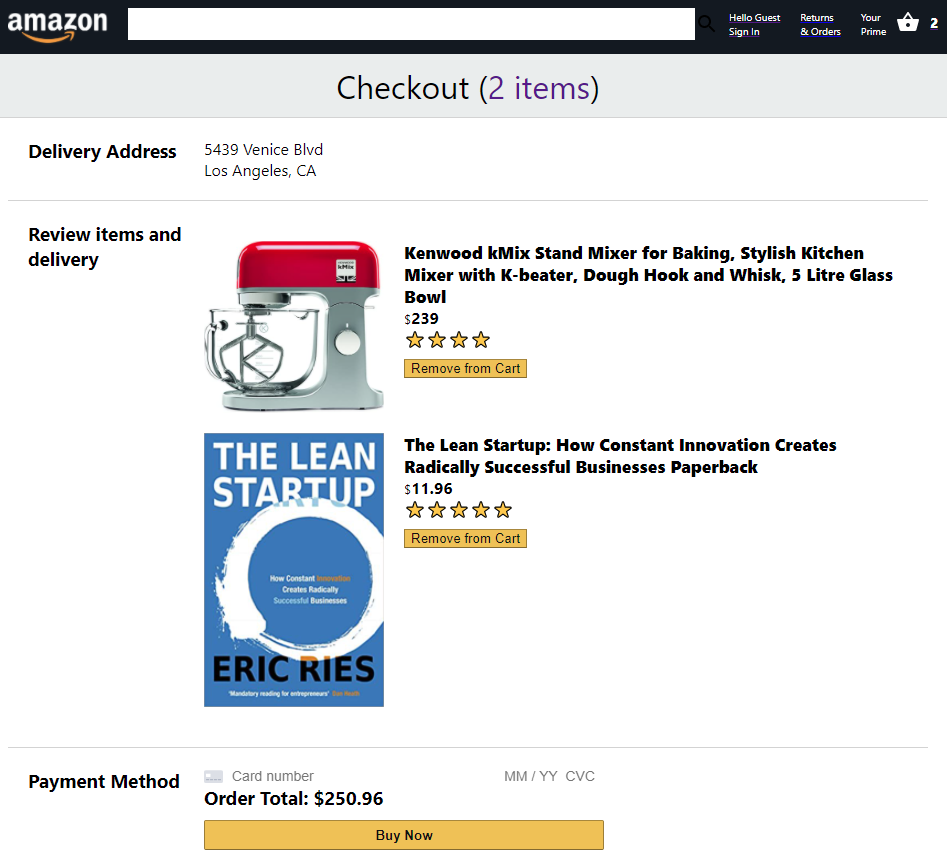 amazon
Hello Guest
Sign In
Returns
& Orders
Your
Prime
2
Checkout (2 items)
Delivery Address
5439 Venice Blvd
Los Angeles, CA
Review items and
delivery
kMix
Kenwood kMix Stand Mixer for Baking, Stylish Kitchen
Mixer with K-beater, Dough Hook and Whisk, 5 Litre Glass
Bowl
$239
Remove from Cart
THE LEAN
STARTUP
How Constant Innovation
Creates Radically
Successful Businesses
ERIC RIES
'Mandatory reading for entrepreneurs' Dan Heath
The Lean Startup: How Constant Innovation Creates
Radically Successful Businesses Paperback
$11.96
Remove from Cart
Payment Method
Card number
MM / YY CVC
Order Total: $250.96
Buy Now